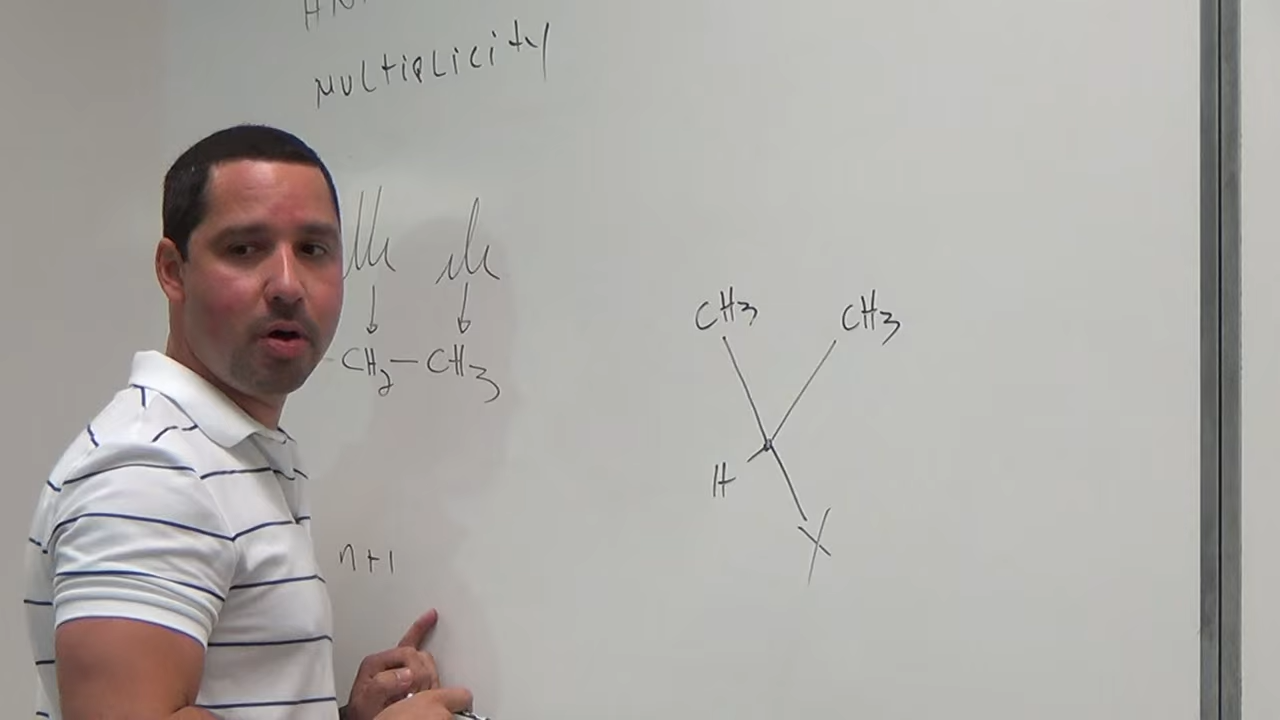 MULtiPLicity
CH2 — CH3
CH3 CH3
H
X
n+1